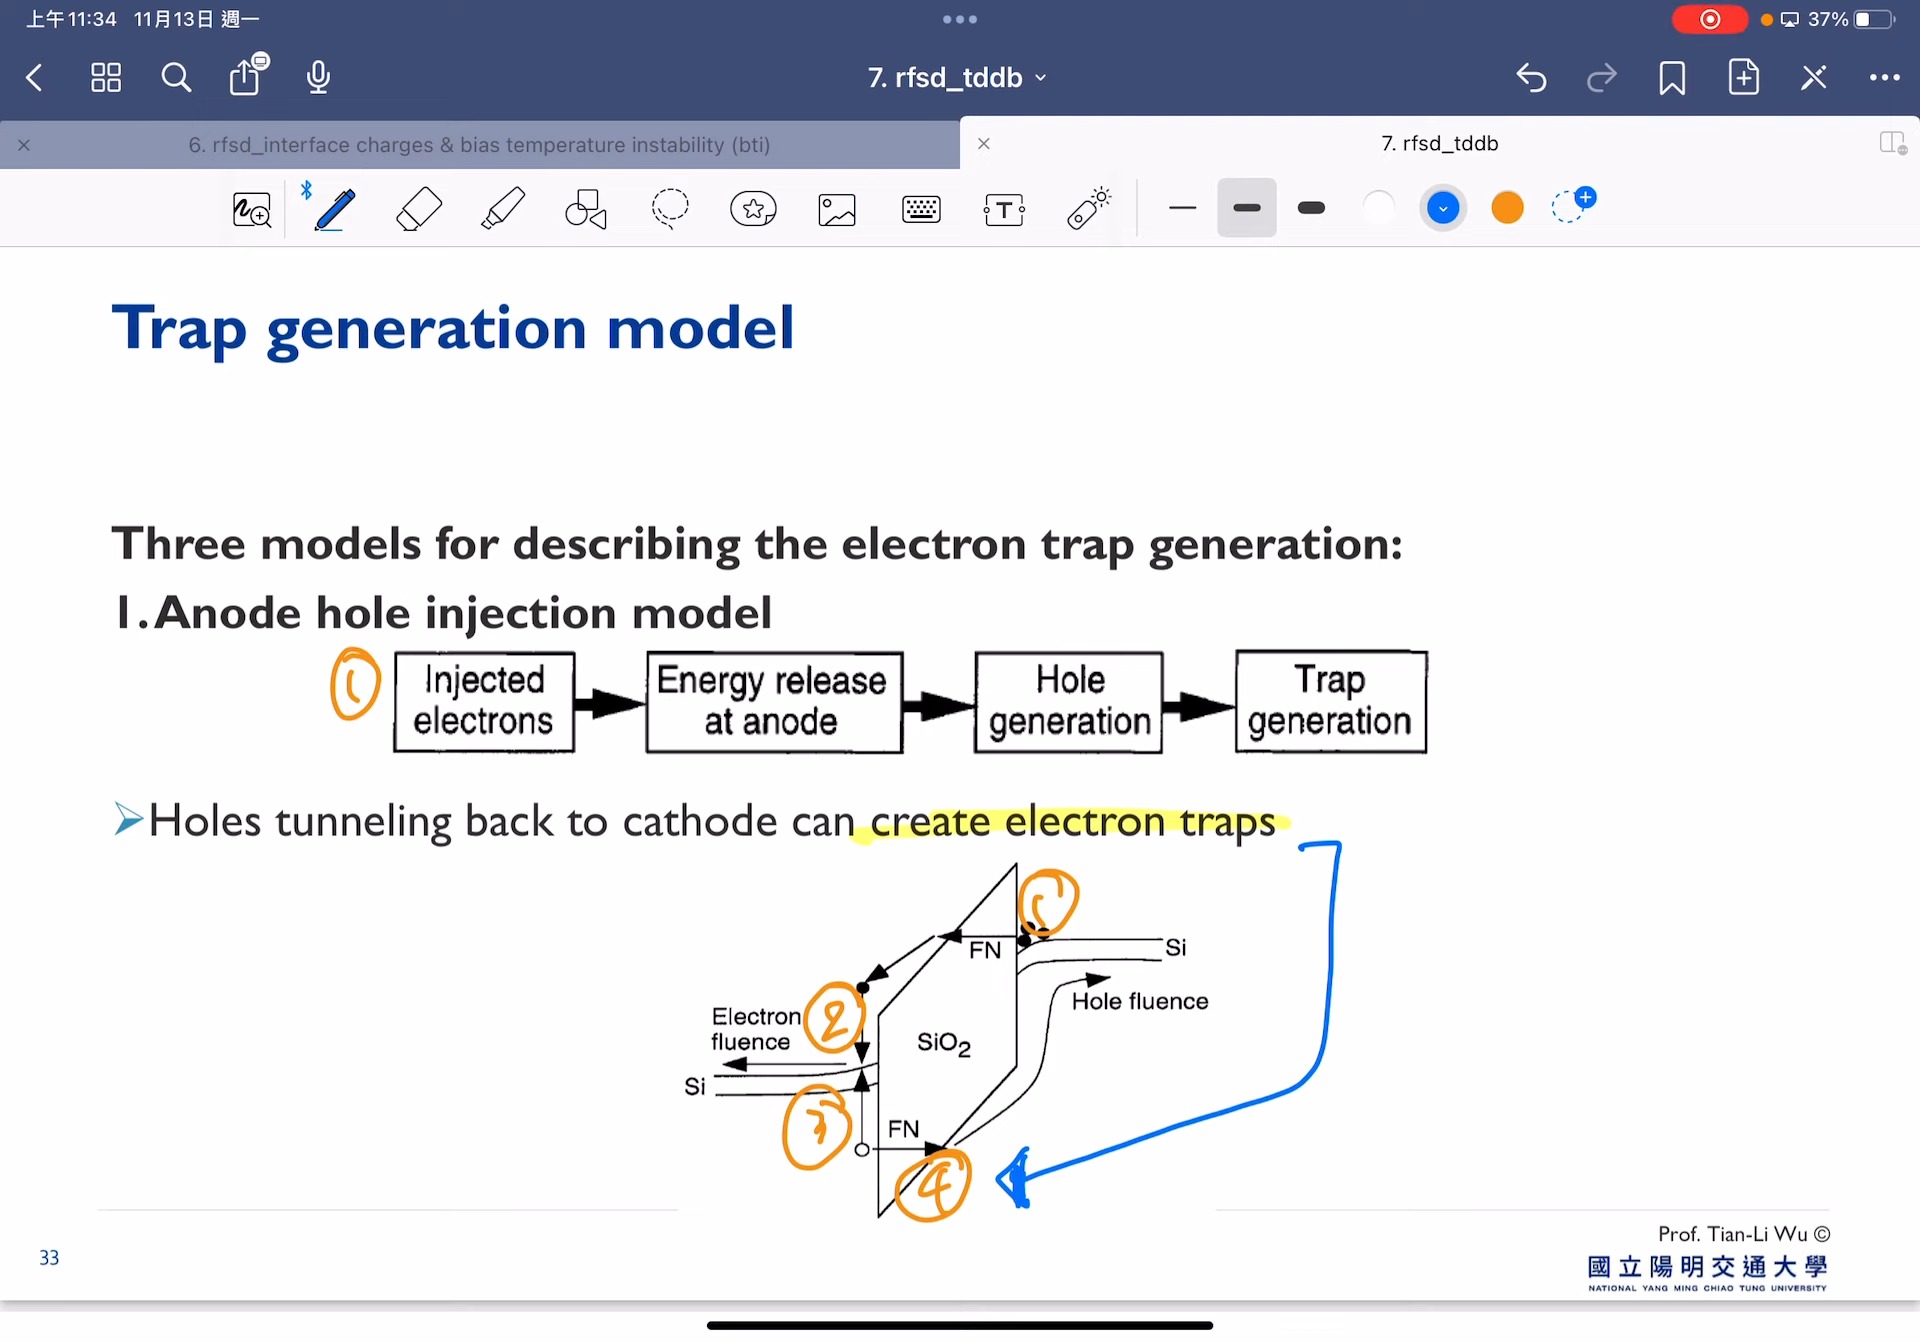 上午11:34 11月13日 週一
37%
7. rfsd_tddb
6. rfsd_interface charges & bias temperature instability (bti)
7. rfsd_tddb
T
Trap generation model
Three models for describing the electron trap generation:
1. Anode hole injection model
1
Injected electrons
Energy release at anode
Hole generation
Trap generation
Holes tunneling back to cathode can create electron traps
1
FN
Si
Hole fluence
2
Electron
fluence
SiO2
Si
3
FN
4
33
Prof. Tian-Li Wu ©
國立陽明交通大學
NATIONAL YANG MING CHIAO TUNG UNIVERSITY